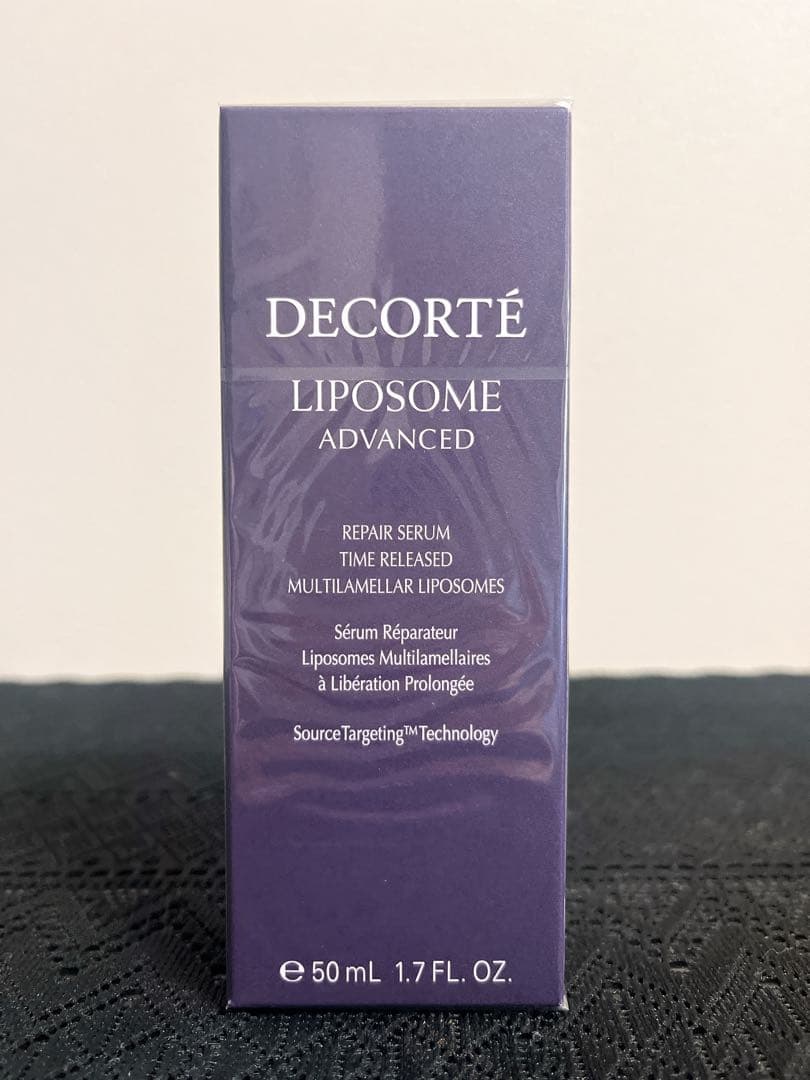 DECORTÉ
LIPOSOME
ADVANCED
REPAIR SERUM
TIME RELEASED
MULTILAMELLAR LIPOSOMES
Sérum Réparateur
Liposomes Multilamellaires
à Libération Prolongée
SourceTargeting™Technology
℮ 50 mL 1.7 FL. OZ.